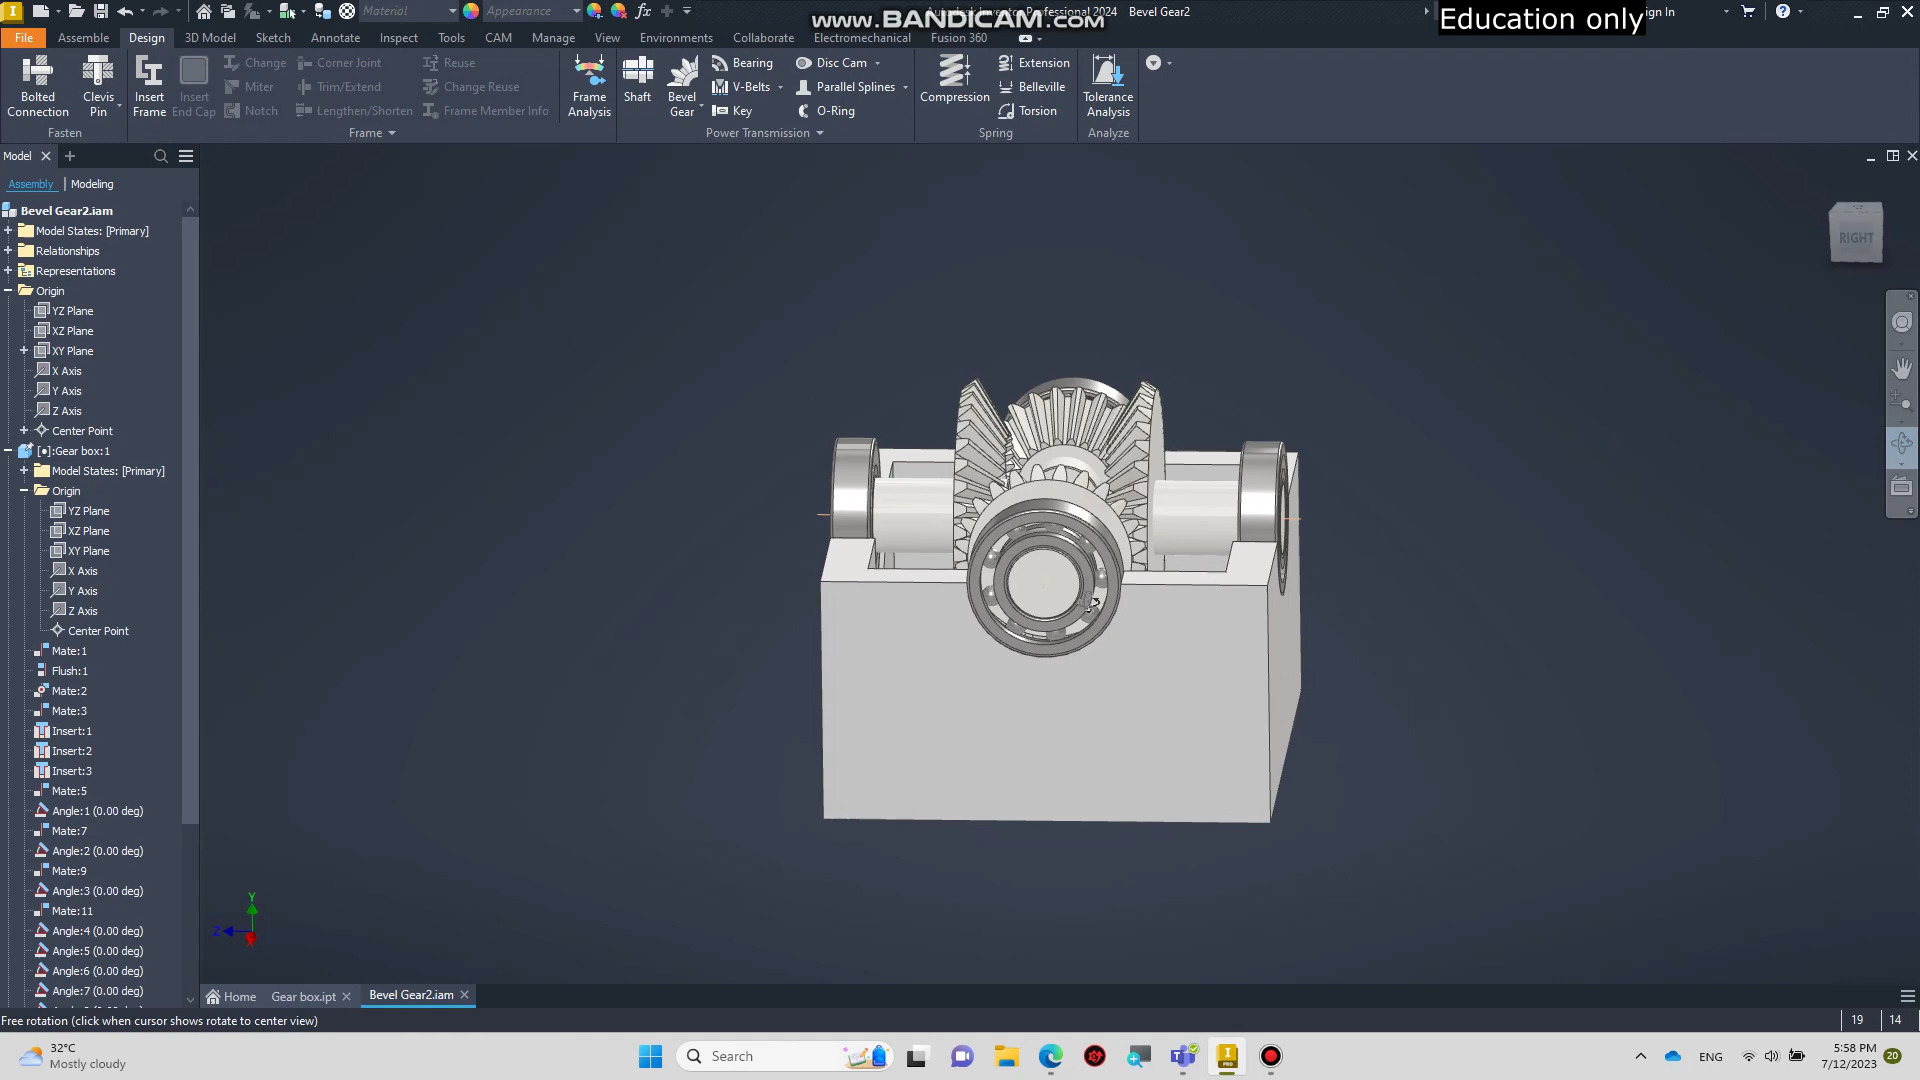 Material
Appearance
www.BANDICAM.com
Professional 2024
Bevel Gear2
Education only
ign In
File
Assemble
Design
3D Model
Sketch
Annotate
Inspect
Tools
CAM
Manage
View
Environments
Collaborate
Electromechanical
Fusion 360
Bolted Connection
Clevis Pin
Fasten
Insert Frame
Insert End Cap
Change
Miter
Notch
Corner Joint
Trim/Extend
Lengthen/Shorten
Reuse
Change Reuse
Frame Member Info
Frame
Frame Analysis
Shaft
Bevel Gear
Bearing
V-Belts
Key
Disc Cam
Parallel Splines
O-Ring
Power Transmission
Compression
Extension
Belleville
Torsion
Spring
Tolerance Analysis
Analyze
Model
Assembly
Modeling
Bevel Gear2.iam
Model States: [Primary]
Relationships
Representations
Origin
YZ Plane
XZ Plane
XY Plane
X Axis
Y Axis
Z Axis
Center Point
[●]:Gear box:1
Model States: [Primary]
Origin
YZ Plane
XZ Plane
XY Plane
X Axis
Y Axis
Z Axis
Center Point
Mate:1
Flush:1
Mate:2
Mate:3
Insert:1
Insert:2
Insert:3
Mate:5
Angle:1 (0.00 deg)
Mate:7
Angle:2 (0.00 deg)
Mate:9
Angle:3 (0.00 deg)
Mate:11
Angle:4 (0.00 deg)
Angle:5 (0.00 deg)
Angle:6 (0.00 deg)
Angle:7 (0.00 deg)
RIGHT
Y
Z
X
Home
Gear box.ipt
Bevel Gear2.iam
Free rotation (click when cursor shows rotate to center view)
19
14
32°C
Mostly cloudy
Search
ENG
5:58 PM
7/12/2023
20